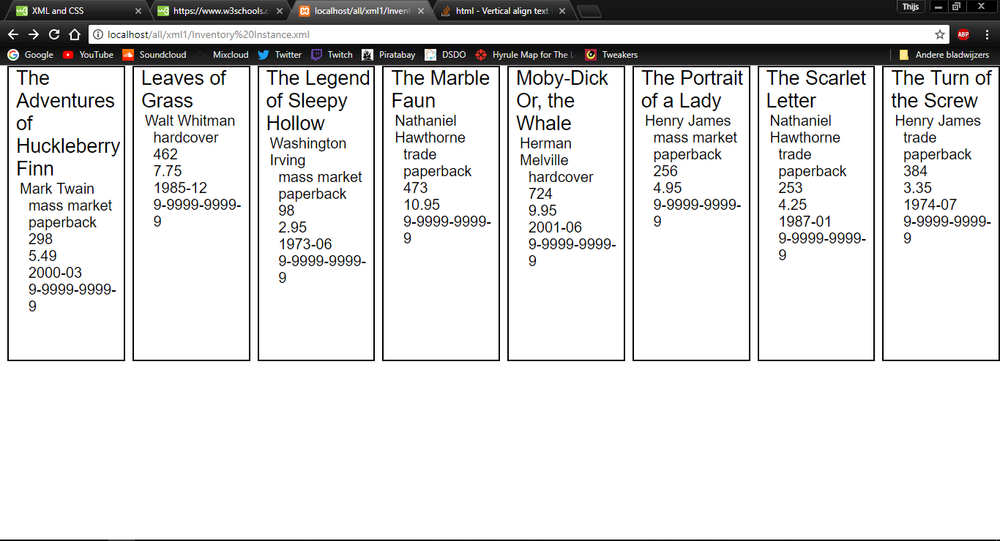 Thijs
XML and CSS
https://www.w3schools.c
localhost/all/xml1/Invent
html - Vertical align text
localhost/all/xml1/Inventory%20Instance.xml
ABP
Google
YouTube
Soundcloud
Mixcloud
Twitter
Twitch
Piratabay
DSDO
Hyrule Map for The L
Tweakers
Andere bladwijzers
The
Adventures
of
Huckleberry
Finn
Mark Twain
mass market
paperback
298
5.49
2000-03
9-9999-9999-
9
Leaves of
Grass
Walt Whitman
hardcover
462
7.75
1985-12
9-9999-9999-
9
The Legend
of Sleepy
Hollow
Washington
Irving
mass market
paperback
98
2.95
1973-06
9-9999-9999-
9
The Marble
Faun
Nathaniel
Hawthorne
trade
paperback
473
10.95
9-9999-9999-
9
Moby-Dick
Or, the
Whale
Herman
Melville
hardcover
724
9.95
2001-06
9-9999-9999-
9
The Portrait
of a Lady
Henry James
mass market
paperback
256
4.95
9-9999-9999-
9
The Scarlet
Letter
Nathaniel
Hawthorne
trade
paperback
253
4.25
1987-01
9-9999-9999-
9
The Turn of
the Screw
Henry James
trade
paperback
384
3.35
1974-07
9-9999-9999-
9